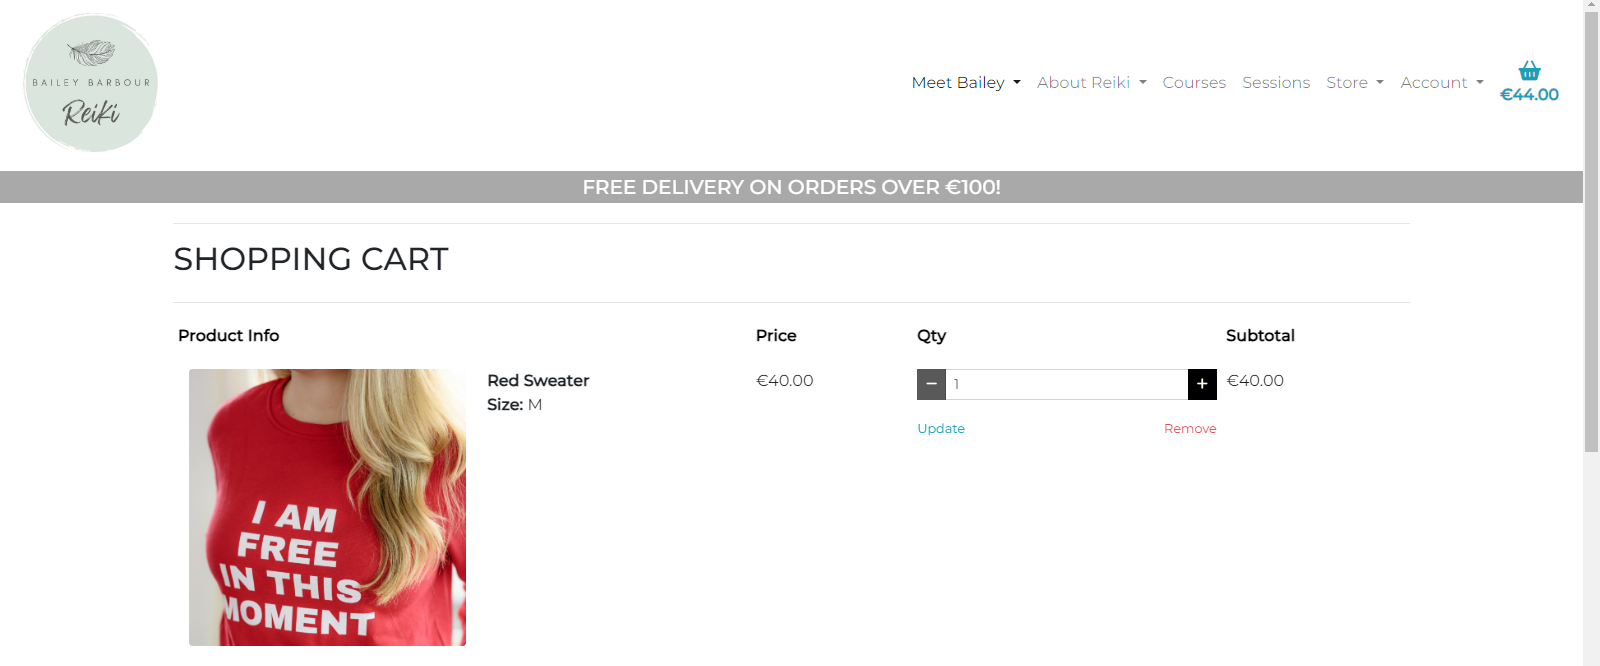 BAILEY BARBOUR
Reiki
Meet Bailey About Reiki Courses Sessions Store Account
€44.00
FREE DELIVERY ON ORDERS OVER €100!
SHOPPING CART
Product Info Price Qty Subtotal
Red Sweater €40.00 1 €40.00
Size: M
Update Remove
I AM
FREE
IN THIS
MOMENT